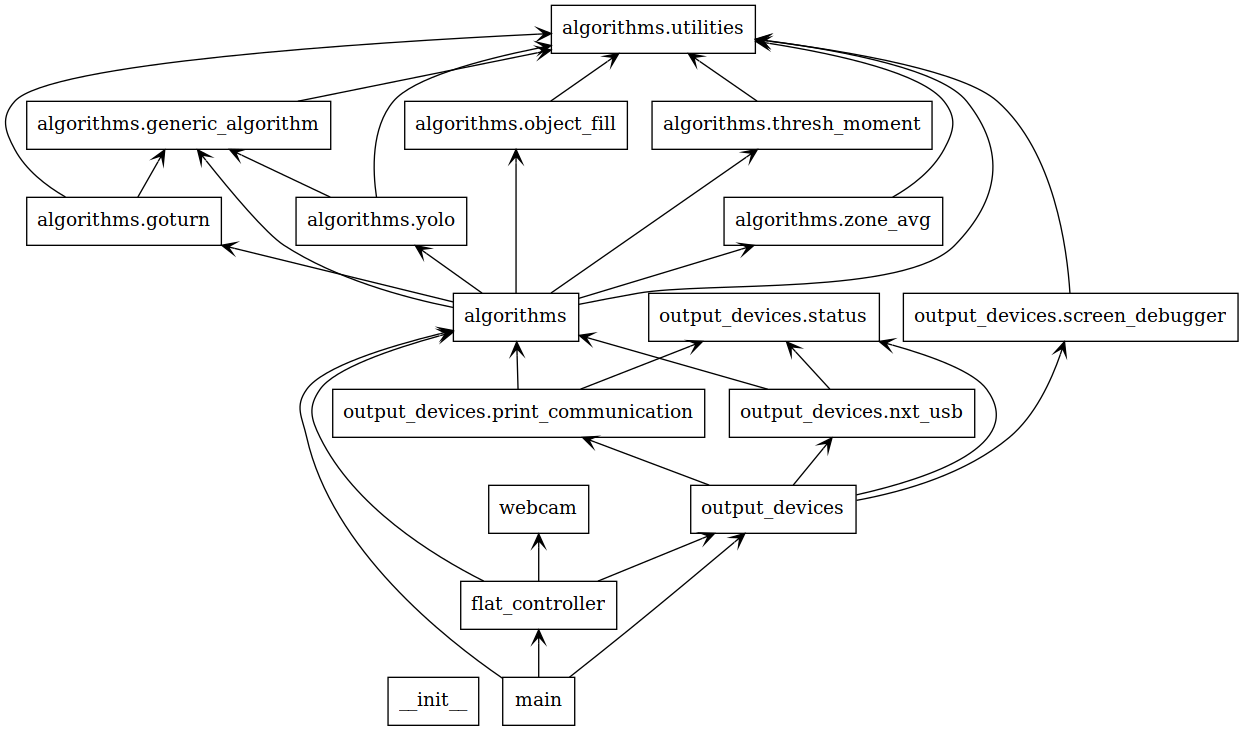 algorithms.utilities
algorithms.generic_algorithm
algorithms.object_fill
algorithms.thresh_moment
algorithms.goturn
algorithms.yolo
algorithms.zone_avg
algorithms
output_devices.status
output_devices.screen_debugger
output_devices.print_communication
output_devices.nxt_usb
webcam
output_devices
flat_controller
__init__
main